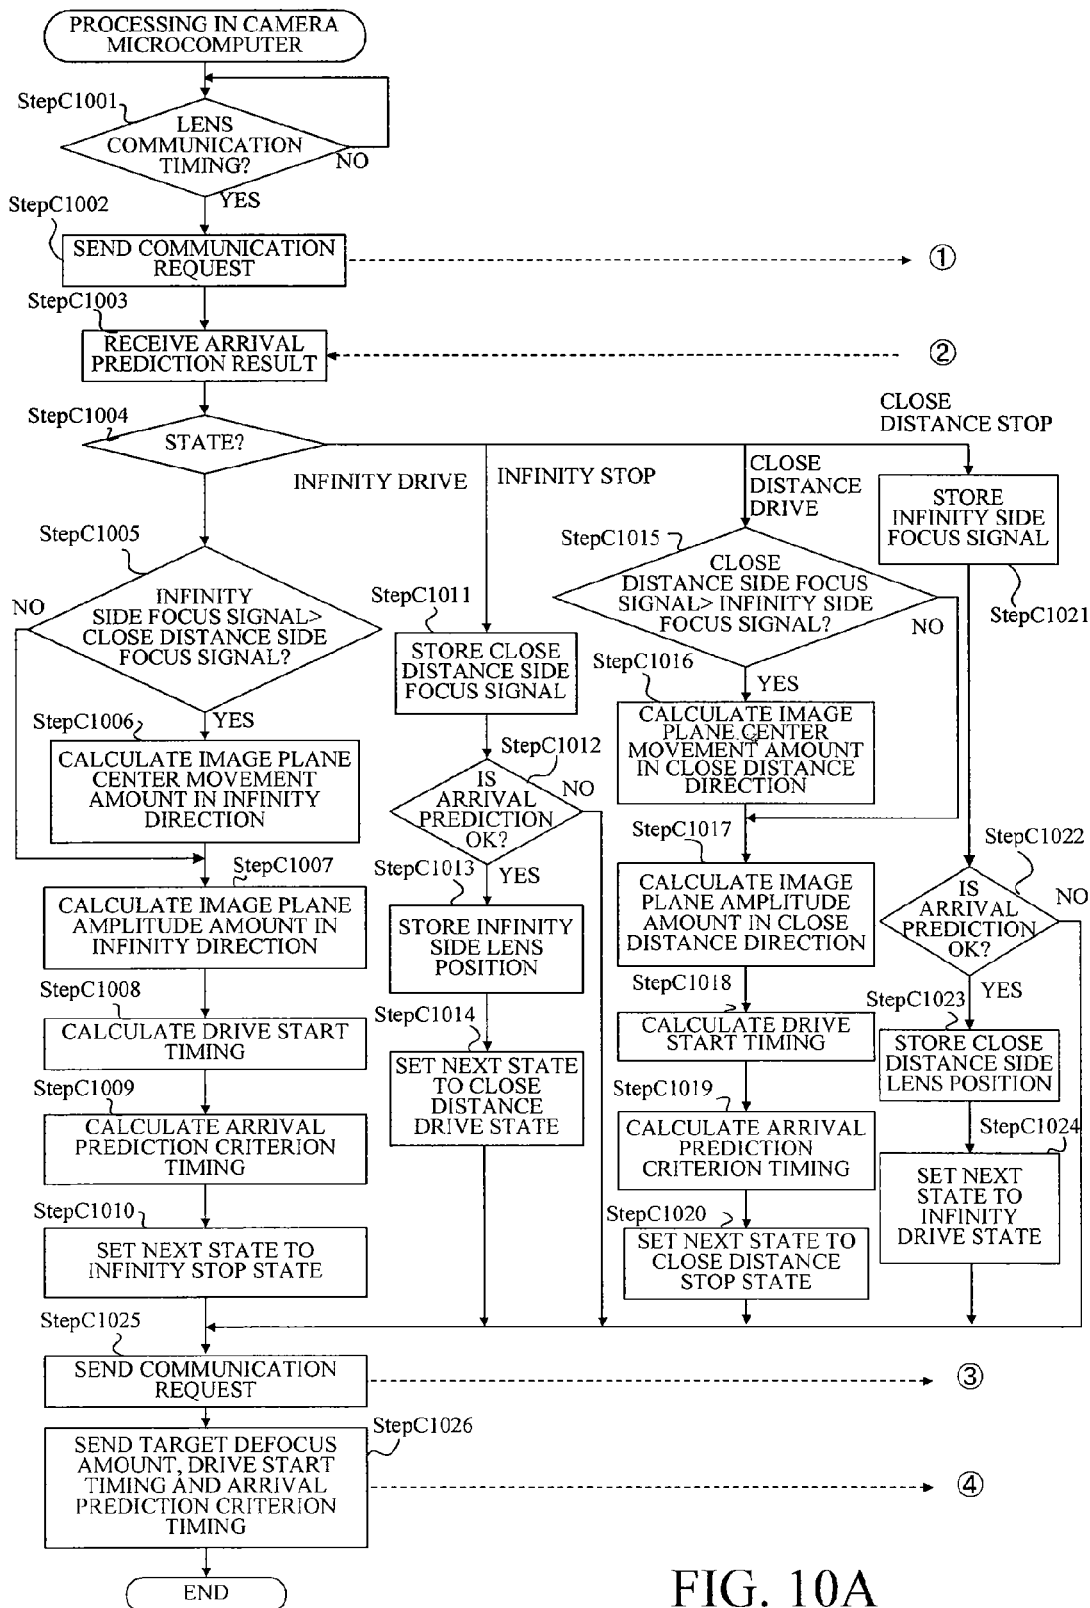 PROCESSING IN CAMERA
MICROCOMPUTER
StepC1001
LENS
COMMUNICATION
TIMING?
NO
YES
StepC1002
SEND COMMUNICATION
REQUEST
①
StepC1003
RECEIVE ARRIVAL
PREDICTION RESULT
②
StepC1004
STATE?
INFINITY DRIVE
INFINITY STOP
CLOSE
DISTANCE
DRIVE
CLOSE
DISTANCE STOP
StepC1005
INFINITY
SIDE FOCUS SIGNAL>
CLOSE DISTANCE SIDE
FOCUS SIGNAL?
NO
YES
StepC1006
CALCULATE IMAGE PLANE
CENTER MOVEMENT
AMOUNT IN INFINITY
DIRECTION
StepC1007
CALCULATE IMAGE PLANE
AMPLITUDE AMOUNT IN
INFINITY DIRECTION
StepC1008
CALCULATE DRIVE START
TIMING
StepC1009
CALCULATE ARRIVAL
PREDICTION CRITERION
TIMING
StepC1010
SET NEXT STATE TO
INFINITY STOP STATE
StepC1011
STORE CLOSE
DISTANCE SIDE
FOCUS SIGNAL
StepC1012
IS
ARRIVAL
PREDICTION
OK?
NO
YES
StepC1013
STORE INFINITY
SIDE LENS
POSITION
StepC1014
SET NEXT STATE
TO CLOSE
DISTANCE
DRIVE STATE
StepC1015
CLOSE
DISTANCE SIDE FOCUS
SIGNAL> INFINITY SIDE
FOCUS SIGNAL?
NO
YES
StepC1016
CALCULATE IMAGE
PLANE CENTER
MOVEMENT AMOUNT
IN CLOSE DISTANCE
DIRECTION
StepC1017
CALCULATE IMAGE
PLANE AMPLITUDE
AMOUNT IN CLOSE
DISTANCE DIRECTION
StepC1018
CALCULATE DRIVE
START TIMING
StepC1019
CALCULATE ARRIVAL
PREDICTION
CRITERION TIMING
StepC1020
SET NEXT STATE TO
CLOSE DISTANCE
STOP STATE
STORE
INFINITY SIDE
FOCUS SIGNAL
StepC1021
StepC1022
IS
ARRIVAL
PREDICTION
OK?
NO
YES
StepC1023
STORE CLOSE
DISTANCE SIDE
LENS POSITION
StepC1024
SET NEXT
STATE TO
INFINITY
DRIVE STATE
StepC1025
SEND COMMUNICATION
REQUEST
③
StepC1026
SEND TARGET DEFOCUS
AMOUNT, DRIVE START
TIMING AND ARRIVAL
PREDICTION CRITERION
TIMING
④
END
FIG. 10A